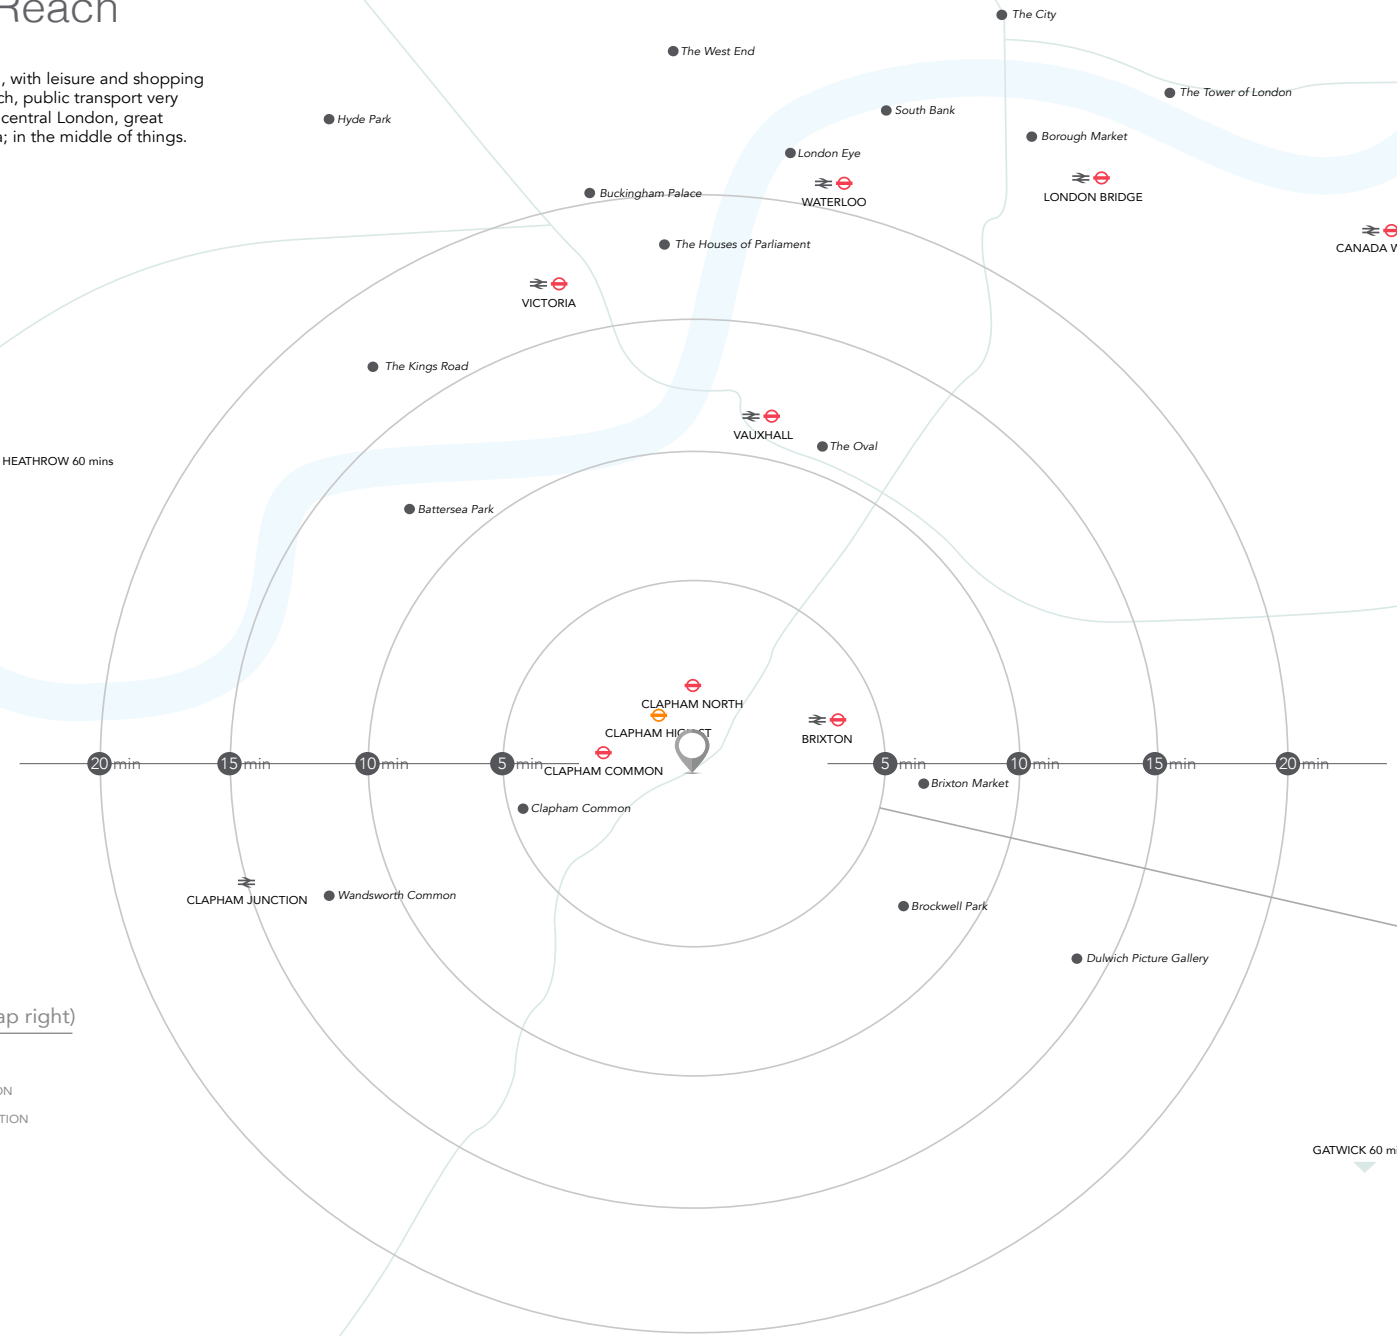 Reach
, with leisure and shopping
ch, public transport very
central London, great
a; in the middle of things.
The City
The West End
The Tower of London
South Bank
Hyde Park
Borough Market
London Eye
Buckingham Palace
WATERLOO
LONDON BRIDGE
The Houses of Parliament
CANADA W
VICTORIA
The Kings Road
VAUXHALL
The Oval
HEATHROW 60 mins
Battersea Park
CLAPHAM NORTH
CLAPHAM HIGH ST
BRIXTON
20 min 15 min 10 min 5 min 5 min 10 min 15 min 20 min
CLAPHAM COMMON
Brixton Market
Clapham Common
CLAPHAM JUNCTION
Wandsworth Common
Brockwell Park
Dulwich Picture Gallery
ap right)
ON
TION
GATWICK 60 mi